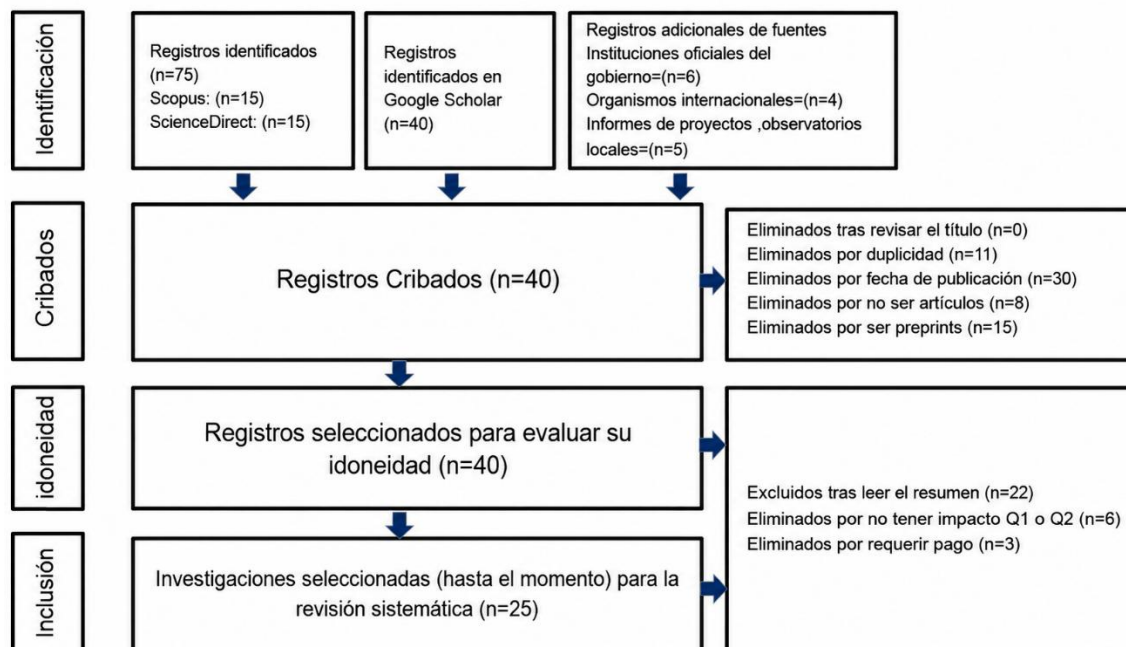 Identificación
Registros identificados
(n=75)
Scopus: (n=15)
ScienceDirect: (n=15)
Registros
identificados en
Google Scholar
(n=40)
Registros adicionales de fuentes
Instituciones oficiales del
gobierno=(n=6)
Organismos internacionales=(n=4)
Informes de proyectos ,observatorios
locales=(n=5)
Cribados
Registros Cribados (n=40)
Eliminados tras revisar el título (n=0)
Eliminados por duplicidad (n=11)
Eliminados por fecha de publicación (n=30)
Eliminados por no ser artículos (n=8)
Eliminados por ser preprints (n=15)
idoneidad
Registros seleccionados para evaluar su
idoneidad (n=40)
Excluidos tras leer el resumen (n=22)
Eliminados por no tener impacto Q1 o Q2 (n=6)
Eliminados por requerir pago (n=3)
Inclusión
Investigaciones seleccionadas (hasta el momento) para la
revisión sistemática (n=25)